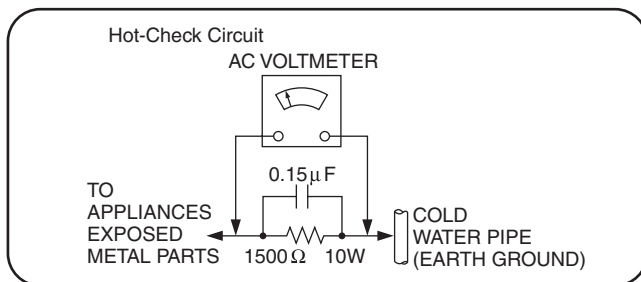 Hot-Check Circuit
AC VOLTMETER
0.15μF
TO
APPLIANCES
EXPOSED
METAL PARTS
1500Ω 10W
COLD
WATER PIPE
(EARTH GROUND)